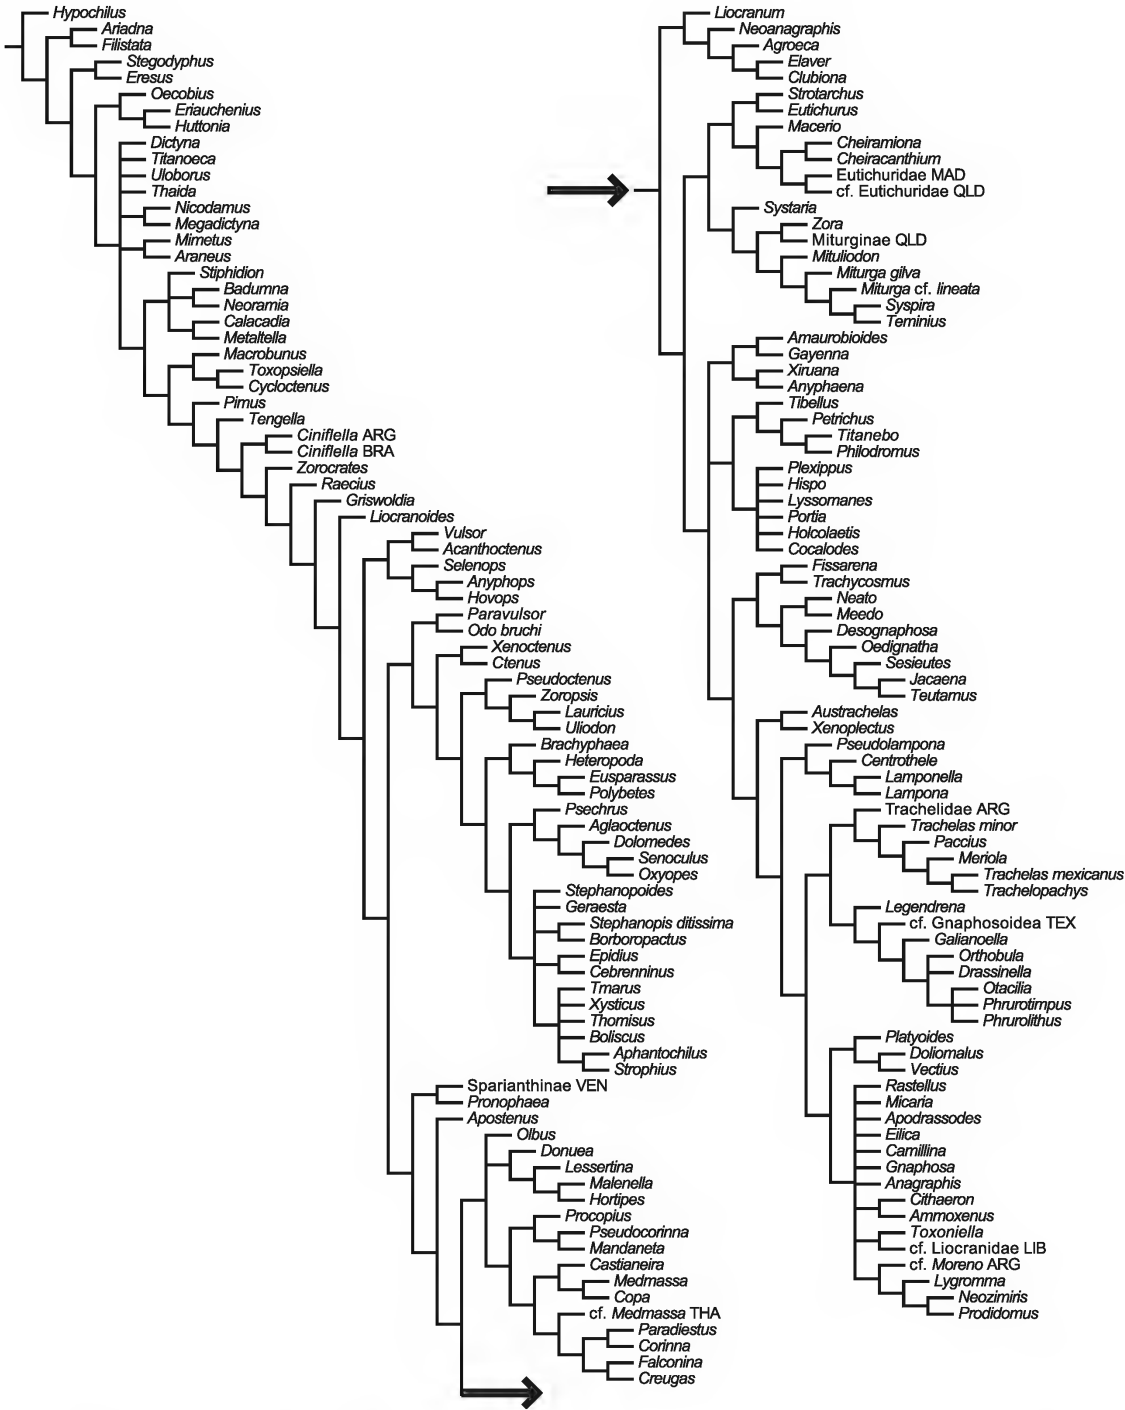 Hypochilus
Ariadna
Filistata
Stegodyphus
Eresus
Oecobius
Eriauchenius
Huttonia
Dictyna
Titanoeca
Uloborus
Thaida
Nicodamus
Megadictyna
Mimetus
Araneus
Stiphidion
Badumna
Neoramia
Calacadia
Metaltella
Macrobunus
Toxopsiella
Cycloctenus
Pimus
Tengella
Ciniflella ARG
Ciniflella BRA
Zorocrates
Raecius
Griswoldia
Liocranoides
Vulsor
Acanthoctenus
Selenops
Anyphops
Hovops
Paravulsor
Odo bruchi
Xenoctenus
Ctenus
Pseudoctenus
Zoropsis
Lauricius
Uliodon
Brachyphaea
Heteropoda
Eusparassus
Polybetes
Psechrus
Aglaoctenus
Dolomedes
Senoculus
Oxyopes
Stephanopoides
Geraesta
Stephanopis ditissima
Borboropactus
Epidius
Cebrenninus
Tmarus
Xysticus
Thomisus
Boliscus
Aphantochilus
Strophius
Sparianthinae VEN
Pronophaea
Apostenus
Olbus
Donuea
Lessertina
Malenella
Hortipes
Procopius
Pseudocorinna
Mandaneta
Castianeira
Medmassa
Copa
cf. Medmassa THA
Paradiestus
Corinna
Falconina
Creugas
Liocranum
Neoanagraphis
Agroeca
Elaver
Clubiona
Strotarchus
Eutichurus
Macerio
Cheiramiona
Cheiracanthium
Eutichuridae MAD
cf. Eutichuridae QLD
Systaria
Zora
Miturginae QLD
Mituliodon
Miturga gilva
Miturga cf. lineata
Syspira
Teminius
Amaurobioides
Gayenna
Xiruana
Anyphaena
Tibellus
Petrichus
Titanebo
Philodromus
Plexippus
Hispo
Lyssomanes
Portia
Holcolaetis
Cocalodes
Fissarena
Trachycosmus
Neato
Meedo
Desognaphosa
Oedignatha
Sesieutes
Jacaena
Teutamus
Austrachelas
Xenoplectus
Pseudolampona
Centrothele
Lamponella
Lampona
Trachelidae ARG
Trachelas minor
Paccius
Meriola
Trachelas mexicanus
Trachelopachys
Legendrena
cf. Gnaphosoidea TEX
Galianoella
Orthobula
Drassinella
Otacilia
Phrurotimpus
Phrurolithus
Platyoides
Doliomalus
Vectius
Rastellus
Micaria
Apodrassodes
Eilica
Camillina
Gnaphosa
Anagraphis
Cithaeron
Ammoxenus
Toxoniella
cf. Liocranidae LIB
cf. Moreno ARG
Lygromma
Neozimiris
Prodidomus